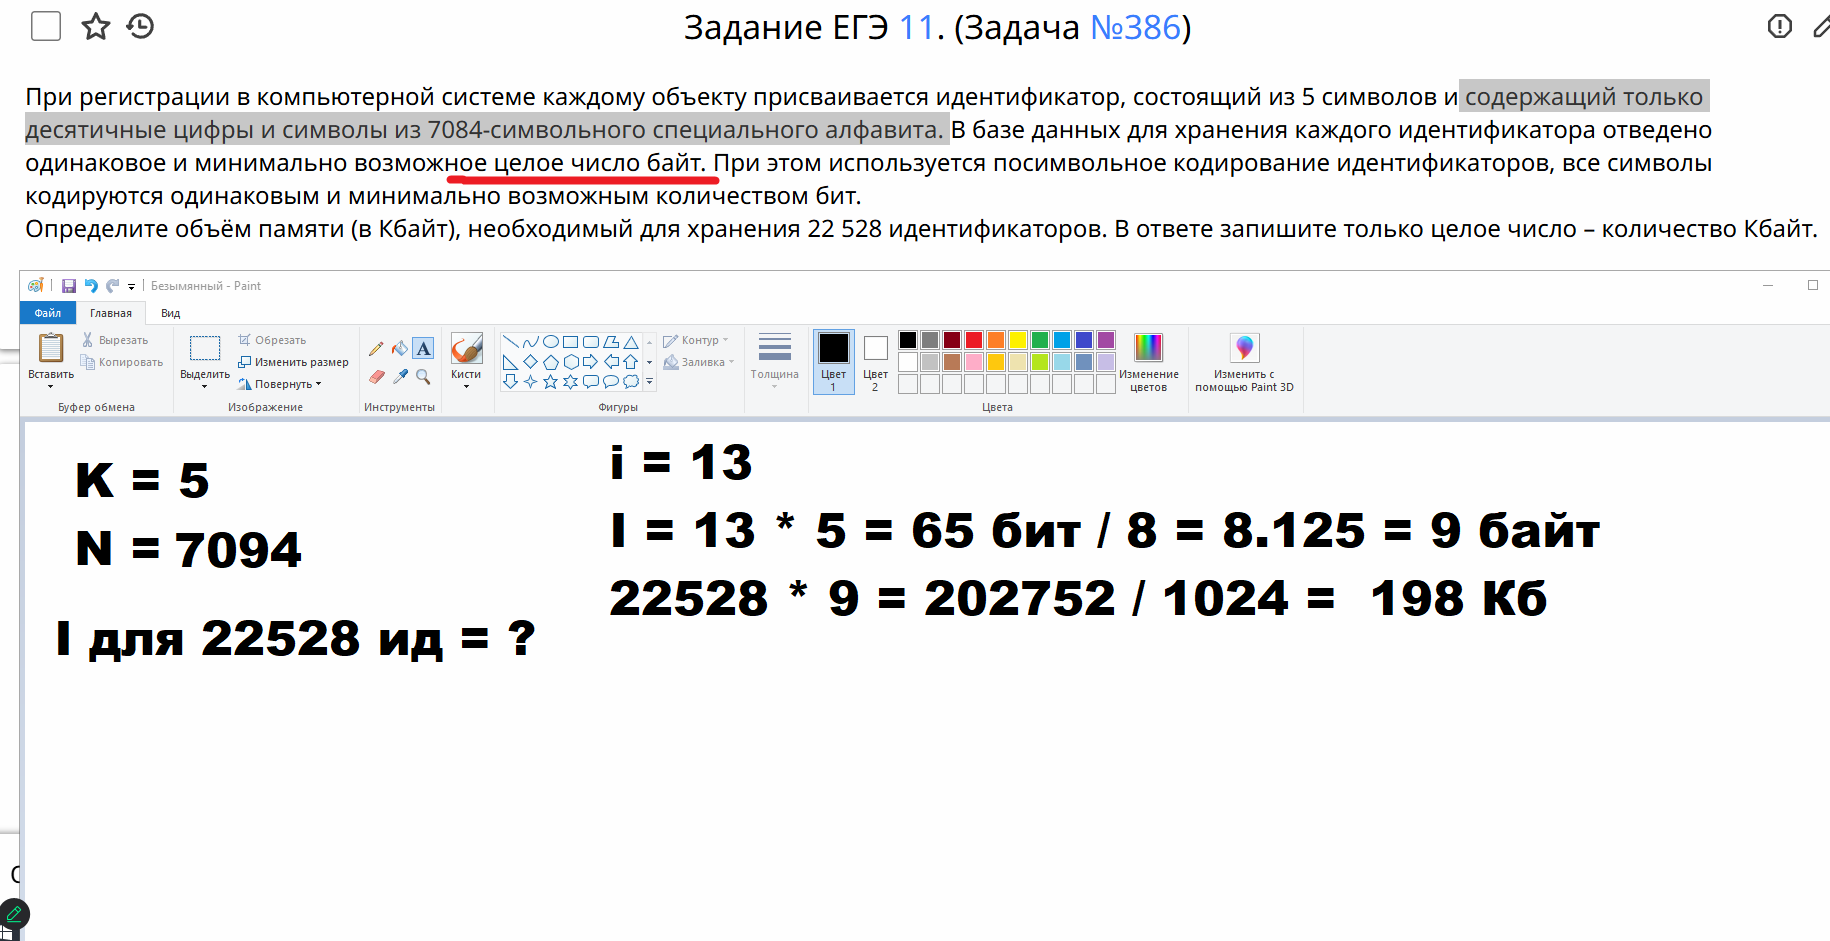 Задание ЕГЭ 11. (Задача №386)
При регистрации в компьютерной системе каждому объекту присваивается идентификатор, состоящий из 5 символов и содержащий только
десятичные цифры и символы из 7084-символьного специального алфавита. В базе данных для хранения каждого идентификатора отведено
одинаковое и минимально возможное целое число байт. При этом используется посимвольное кодирование идентификаторов, все символы
кодируются одинаковым и минимально возможным количеством бит.
Определите объём памяти (в Кбайт), необходимый для хранения 22 528 идентификаторов. В ответе запишите только целое число – количество Кбайт.
Безымянный - Paint
Файл Главная Вид
Вставить
Вырезать
Копировать
Буфер обмена
Выделить
Обрезать
Изменить размер
Повернуть
Изображение
A
Инструменты
Кисти
Контур
Заливка
Фигуры
Толщина
Цвет
1
Цвет
2
Изменение
цветов
Цвета
Изменить с
помощью Paint 3D
K = 5
N = 7094
I для 22528 ид = ?
i = 13
I = 13 * 5 = 65 бит / 8 = 8.125 = 9 байт
22528 * 9 = 202752 / 1024 = 198 Кб